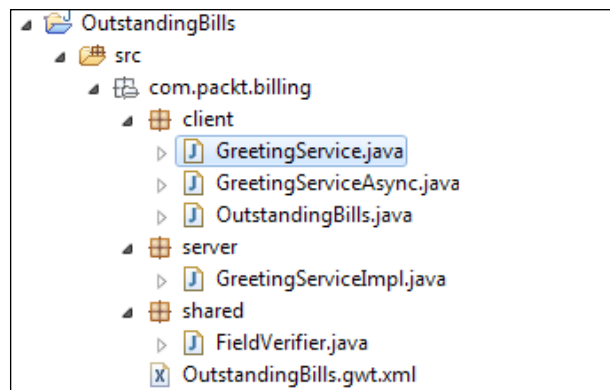 OutstandingBills
src
com.packt.billing
client
GreetingService.java
GreetingServiceAsync.java
OutstandingBills.java
server
GreetingServiceImpl.java
shared
FieldVerifier.java
OutstandingBills.gwt.xml